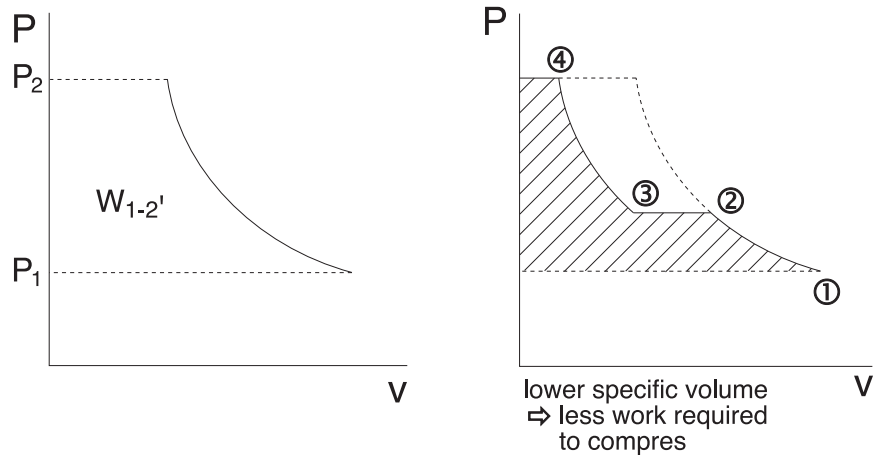 P
P2
W1-2'
P1
v
P
④
③
②
①
v
lower specific volume
⇨ less work required
to compres